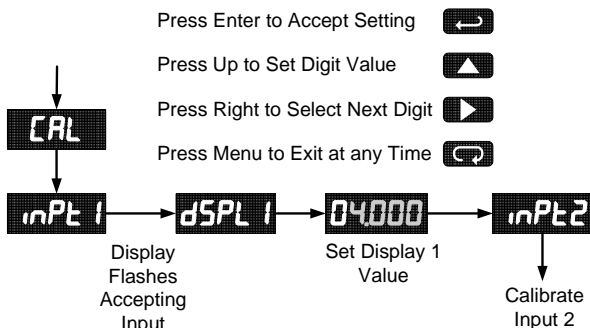 Press Enter to Accept Setting
Press Up to Set Digit Value
Press Right to Select Next Digit
Press Menu to Exit at any Time
CAL
inPt 1
dSPL 1
04.000
inPt2
Display
Flashes
Accepting
Input
Set Display 1
Value
Calibrate
Input 2